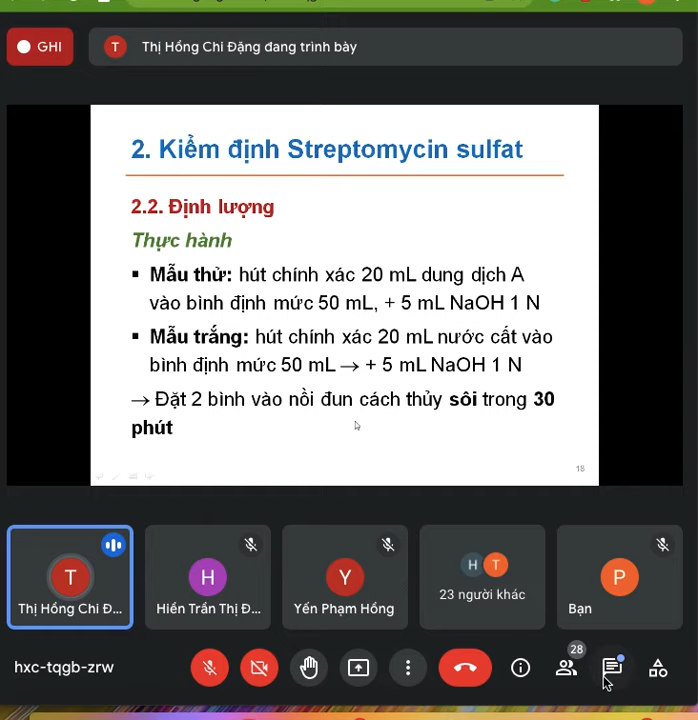 GHI
T
Thị Hồng Chi Đặng đang trình bày
2. Kiểm định Streptomycin sulfat
2.2. Định lượng
Thực hành
▪ Mẫu thử: hút chính xác 20 mL dung dịch A
vào bình định mức 50 mL, + 5 mL NaOH 1 N
▪ Mẫu trắng: hút chính xác 20 mL nước cất vào
bình định mức 50 mL → + 5 mL NaOH 1 N
→ Đặt 2 bình vào nồi đun cách thủy sôi trong 30
phút
18
T
H
Y
H T
P
Thị Hồng Chi Đ...
Hiền Trần Thị Đ...
Yến Phạm Hồng
23 người khác
Bạn
28
hxc-tqgb-zrw